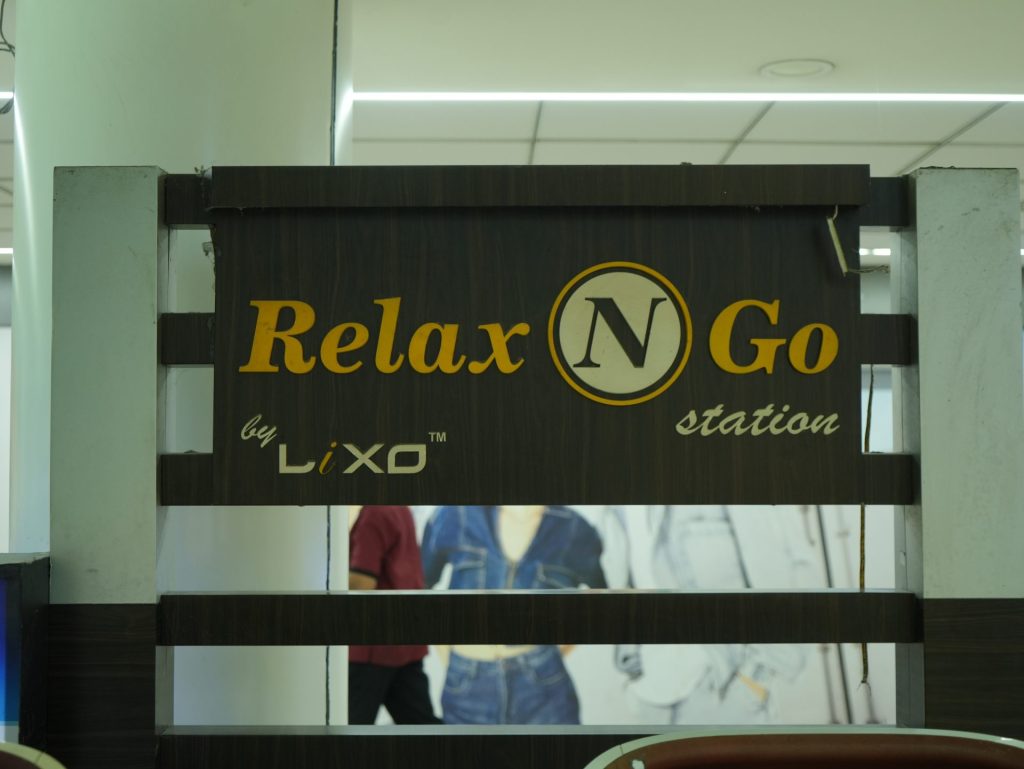 Relax N Go
station
by LiXO™